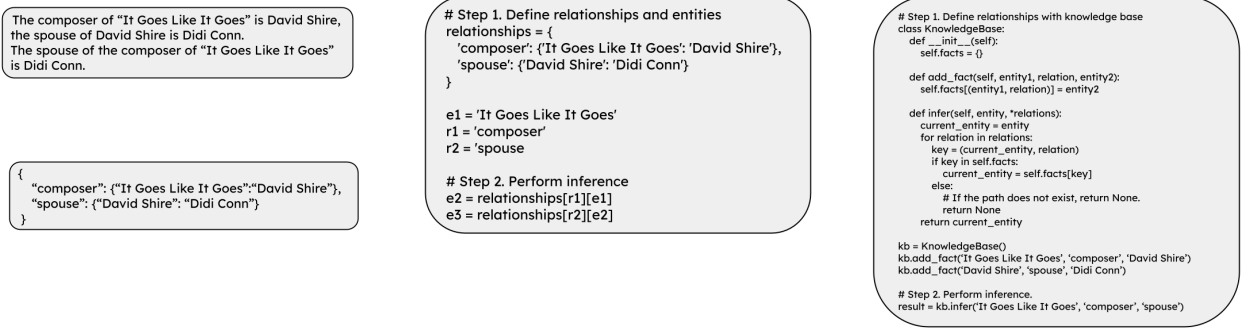 The composer of “It Goes Like It Goes” is David Shire,
the spouse of David Shire is Didi Conn.
The spouse of the composer of “It Goes Like It Goes”
is Didi Conn.
{
“composer”: {“It Goes Like It Goes”:“David Shire”},
“spouse”: {“David Shire”: “Didi Conn”}
}
# Step 1. Define relationships and entities
relationships = {
'composer': {'It Goes Like It Goes': 'David Shire'},
'spouse': {'David Shire': 'Didi Conn'}
}
e1 = 'It Goes Like It Goes'
r1 = 'composer'
r2 = 'spouse
# Step 2. Perform inference
e2 = relationships[r1][e1]
e3 = relationships[r2][e2]
# Step 1. Define relationships with knowledge base
class KnowledgeBase:
def __init__(self):
self.facts = {}
def add_fact(self, entity1, relation, entity2):
self.facts[(entity1, relation)] = entity2
def infer(self, entity, *relations):
current_entity = entity
for relation in relations:
key = (current_entity, relation)
if key in self.facts:
current_entity = self.facts[key]
else:
# If the path does not exist, return None.
return None
return current_entity
kb = KnowledgeBase()
kb.add_fact(‘It Goes Like It Goes’, ‘composer’, ‘David Shire’)
kb.add_fact(‘David Shire’, ‘spouse’, ‘Didi Conn’)
# Step 2. Perform inference.
result = kb.infer(‘It Goes Like It Goes’, ‘composer’, ‘spouse’)